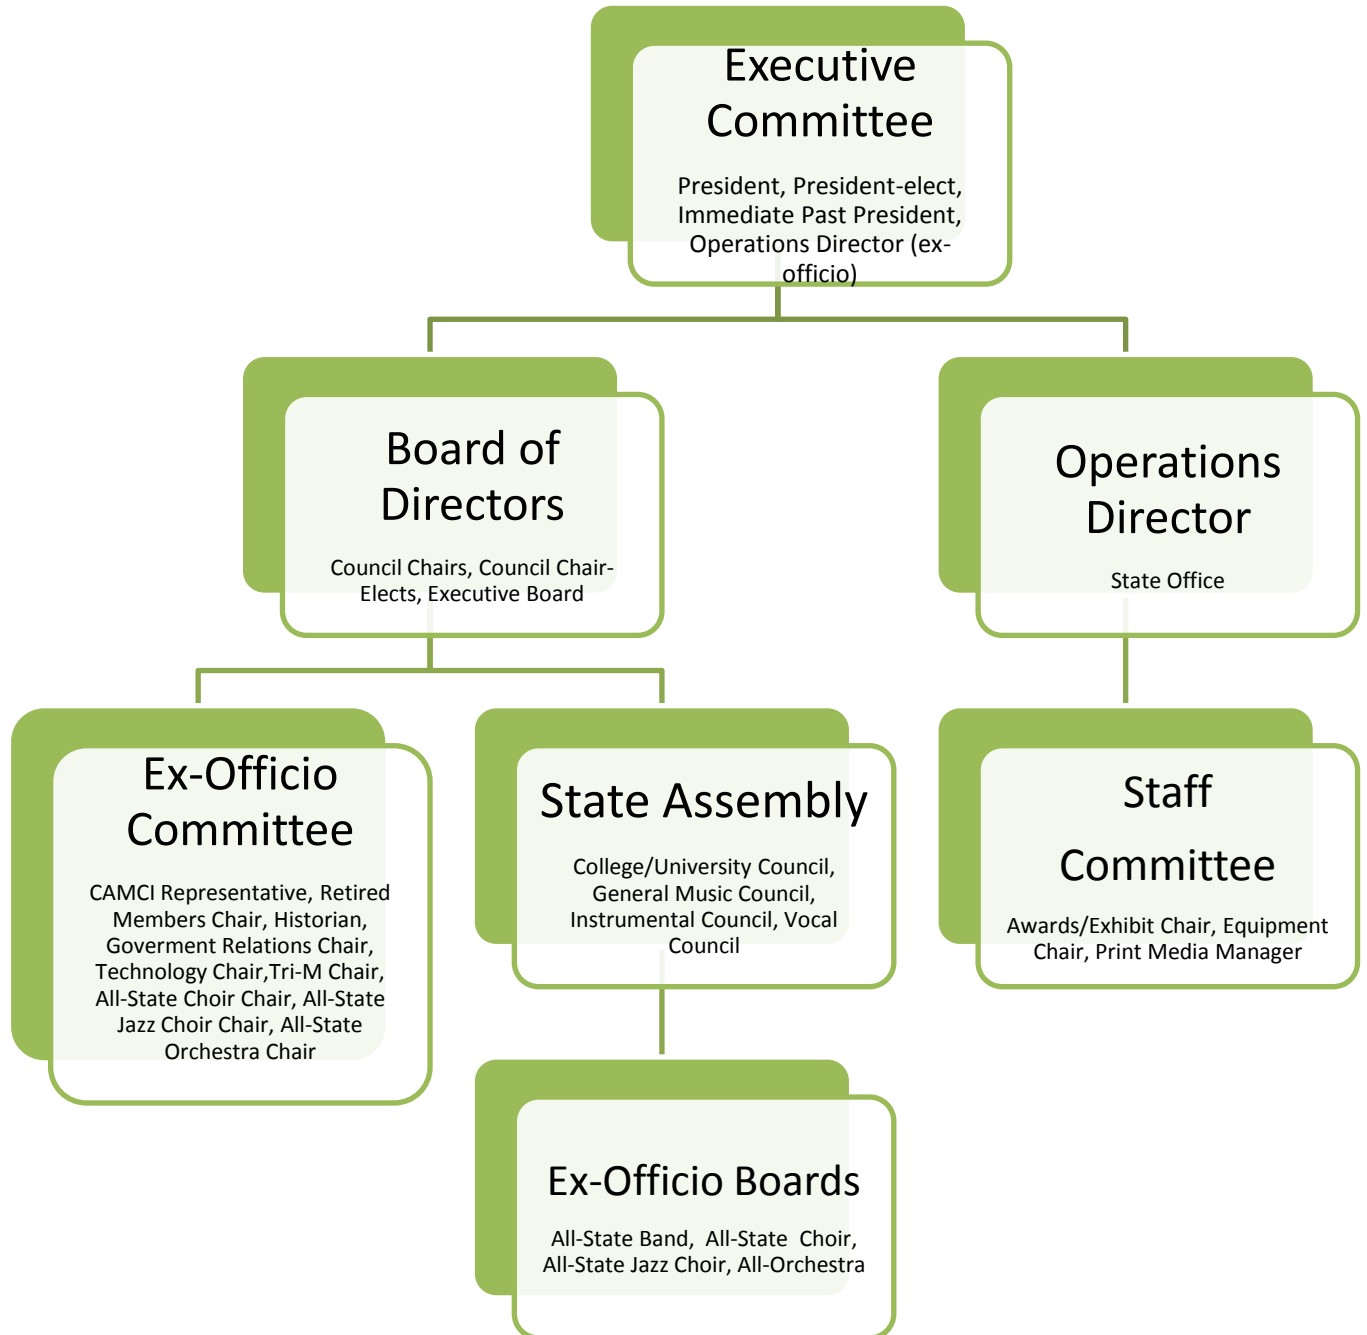 Executive
Committee
President, President-elect,
Immediate Past President,
Operations Director (ex-
officio)
Board of
Directors
Council Chairs, Council Chair-
Elects, Executive Board
Operations
Director
State Office
Ex-Officio
Committee
CAMCI Representative, Retired
Members Chair, Historian,
Goverment Relations Chair,
Technology Chair,Tri-M Chair,
All-State Choir Chair, All-State
Jazz Choir Chair, All-State
Orchestra Chair
State Assembly
College/University Council,
General Music Council,
Instrumental Council, Vocal
Council
Staff
Committee
Awards/Exhibit Chair, Equipment
Chair, Print Media Manager
Ex-Officio Boards
All-State Band,  All-State  Choir,
All-State Jazz Choir, All-Orchestra